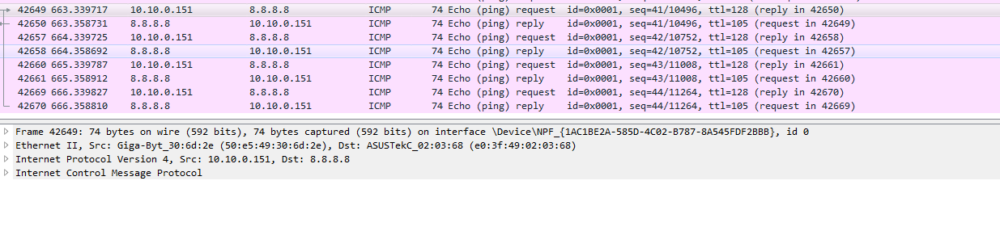 42649 663.339717 10.10.0.151 8.8.8.8 ICMP 74 Echo (ping) request id=0x0001, seq=41/10496, ttl=128 (reply in 42650)
42650 663.358731 8.8.8.8 10.10.0.151 ICMP 74 Echo (ping) reply id=0x0001, seq=41/10496, ttl=105 (request in 42649)
42657 664.339725 10.10.0.151 8.8.8.8 ICMP 74 Echo (ping) request id=0x0001, seq=42/10752, ttl=128 (reply in 42658)
42658 664.358692 8.8.8.8 10.10.0.151 ICMP 74 Echo (ping) reply id=0x0001, seq=42/10752, ttl=105 (request in 42657)
42660 665.339787 10.10.0.151 8.8.8.8 ICMP 74 Echo (ping) request id=0x0001, seq=43/11008, ttl=128 (reply in 42661)
42661 665.358912 8.8.8.8 10.10.0.151 ICMP 74 Echo (ping) reply id=0x0001, seq=43/11008, ttl=105 (request in 42660)
42669 666.339827 10.10.0.151 8.8.8.8 ICMP 74 Echo (ping) request id=0x0001, seq=44/11264, ttl=128 (reply in 42670)
42670 666.358810 8.8.8.8 10.10.0.151 ICMP 74 Echo (ping) reply id=0x0001, seq=44/11264, ttl=105 (request in 42669)
Frame 42649: 74 bytes on wire (592 bits), 74 bytes captured (592 bits) on interface \Device\NPF_{1AC1BE2A-585D-4C02-B787-8A545FDF2BBB}, id 0
Ethernet II, Src: Giga-Byt_30:6d:2e (50:e5:49:30:6d:2e), Dst: ASUSTekC_02:03:68 (e0:3f:49:02:03:68)
Internet Protocol Version 4, Src: 10.10.0.151, Dst: 8.8.8.8
Internet Control Message Protocol